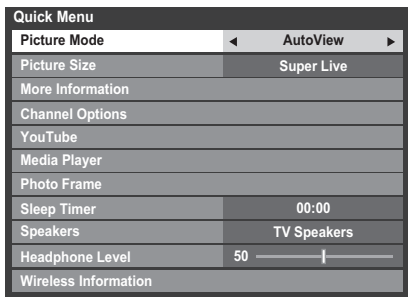 Quick Menu
Picture Mode ◀ AutoView ▶
Picture Size Super Live
More Information
Channel Options
YouTube
Media Player
Photo Frame
Sleep Timer 00:00
Speakers TV Speakers
Headphone Level 50
Wireless Information